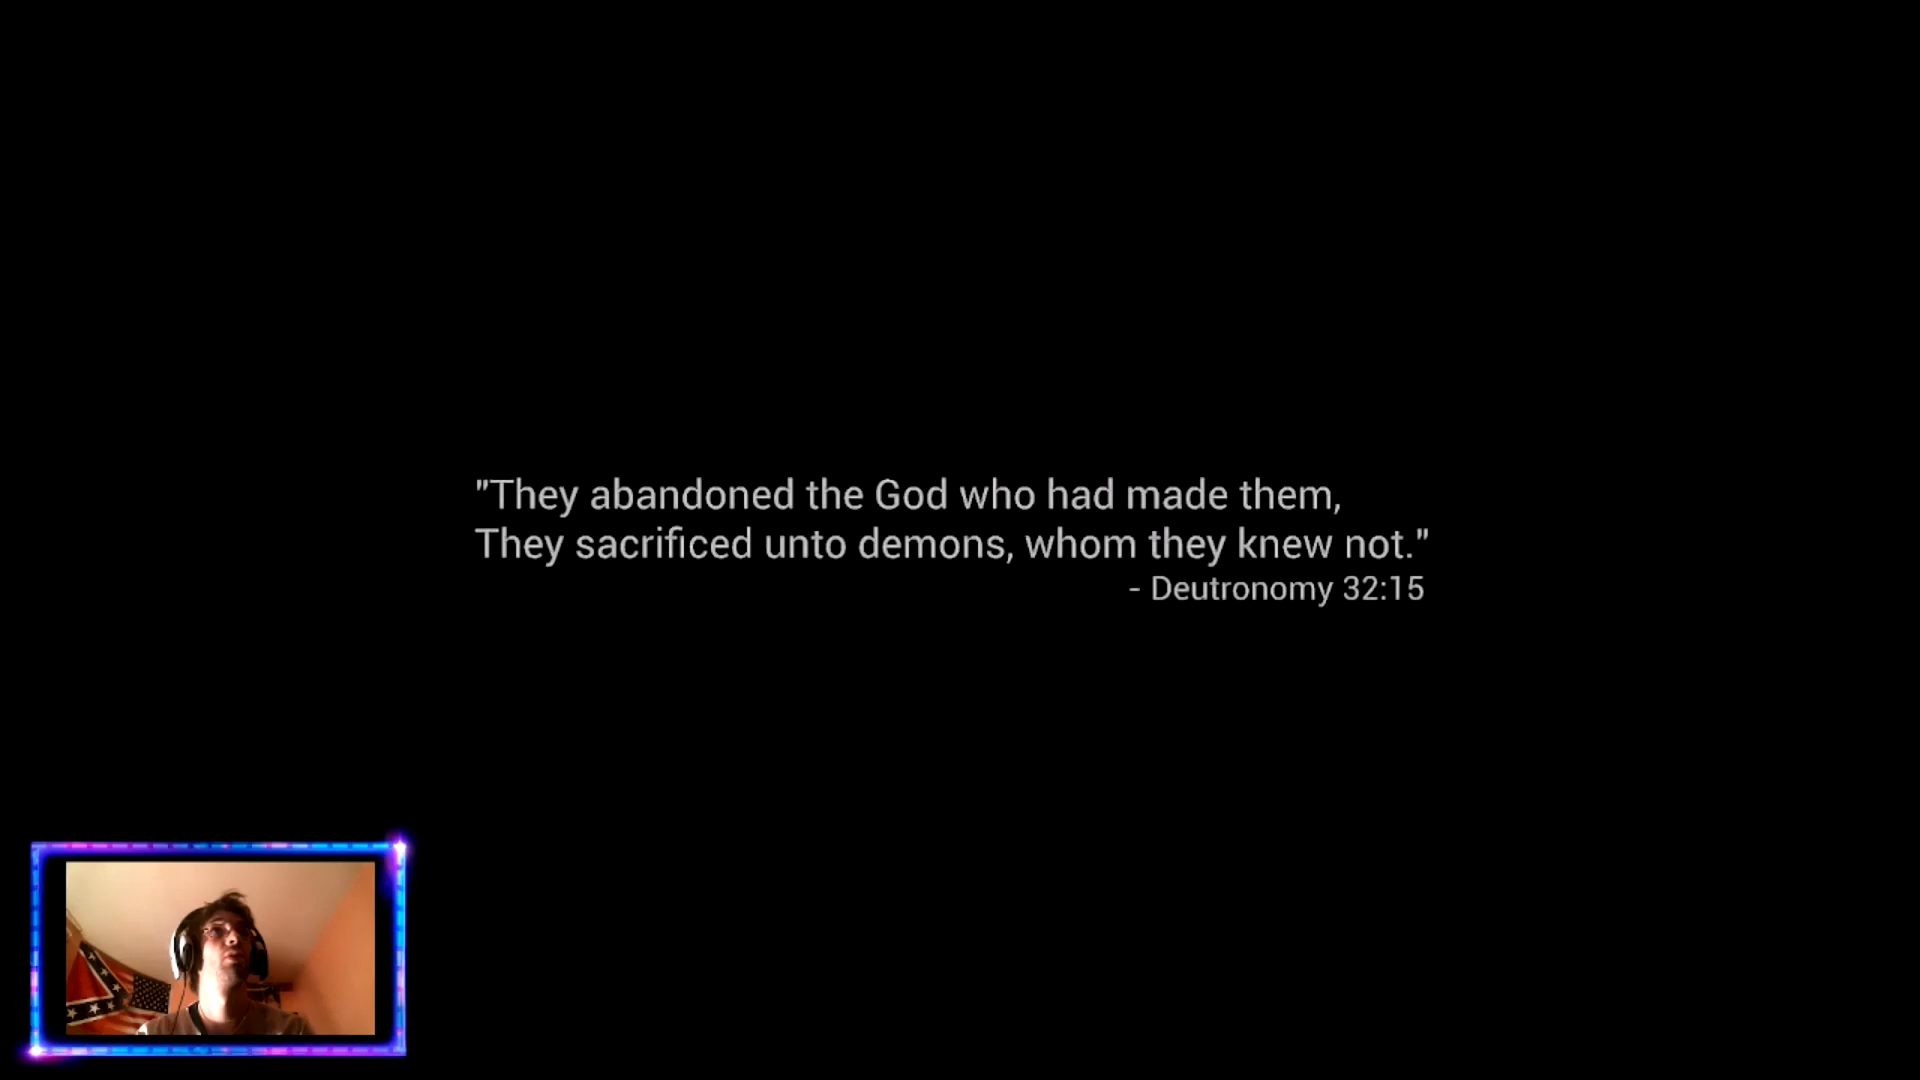 "They abandoned the God who had made them,
They sacrificed unto demons, whom they knew not."
- Deutronomy 32:15